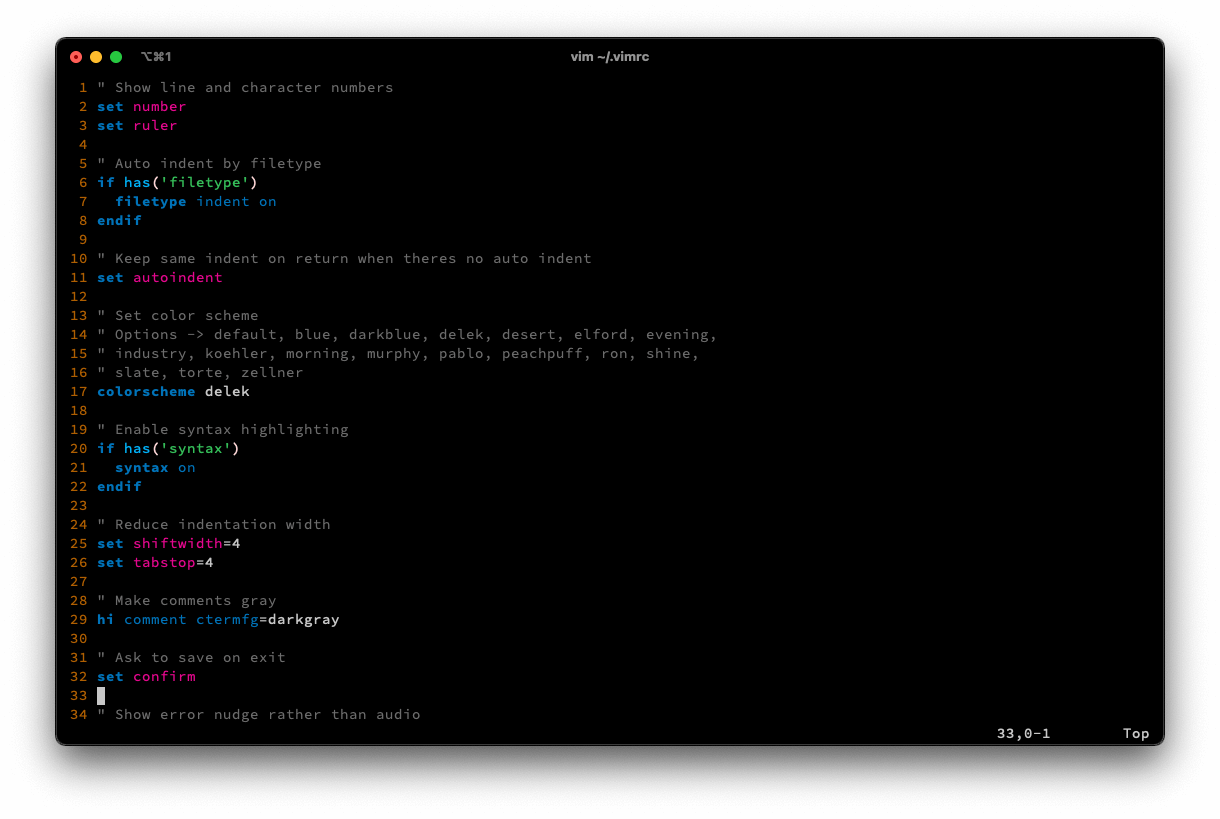 ⌥⌘1 vim ~/.vimrc
1 " Show line and character numbers
2 set number
3 set ruler
4
5 " Auto indent by filetype
6 if has('filetype')
7   filetype indent on
8 endif
9
10 " Keep same indent on return when theres no auto indent
11 set autoindent
12
13 " Set color scheme
14 " Options -> default, blue, darkblue, delek, desert, elford, evening,
15 " industry, koehler, morning, murphy, pablo, peachpuff, ron, shine,
16 " slate, torte, zellner
17 colorscheme delek
18
19 " Enable syntax highlighting
20 if has('syntax')
21   syntax on
22 endif
23
24 " Reduce indentation width
25 set shiftwidth=4
26 set tabstop=4
27
28 " Make comments gray
29 hi comment ctermfg=darkgray
30
31 " Ask to save on exit
32 set confirm
33
34 " Show error nudge rather than audio
33,0-1 Top